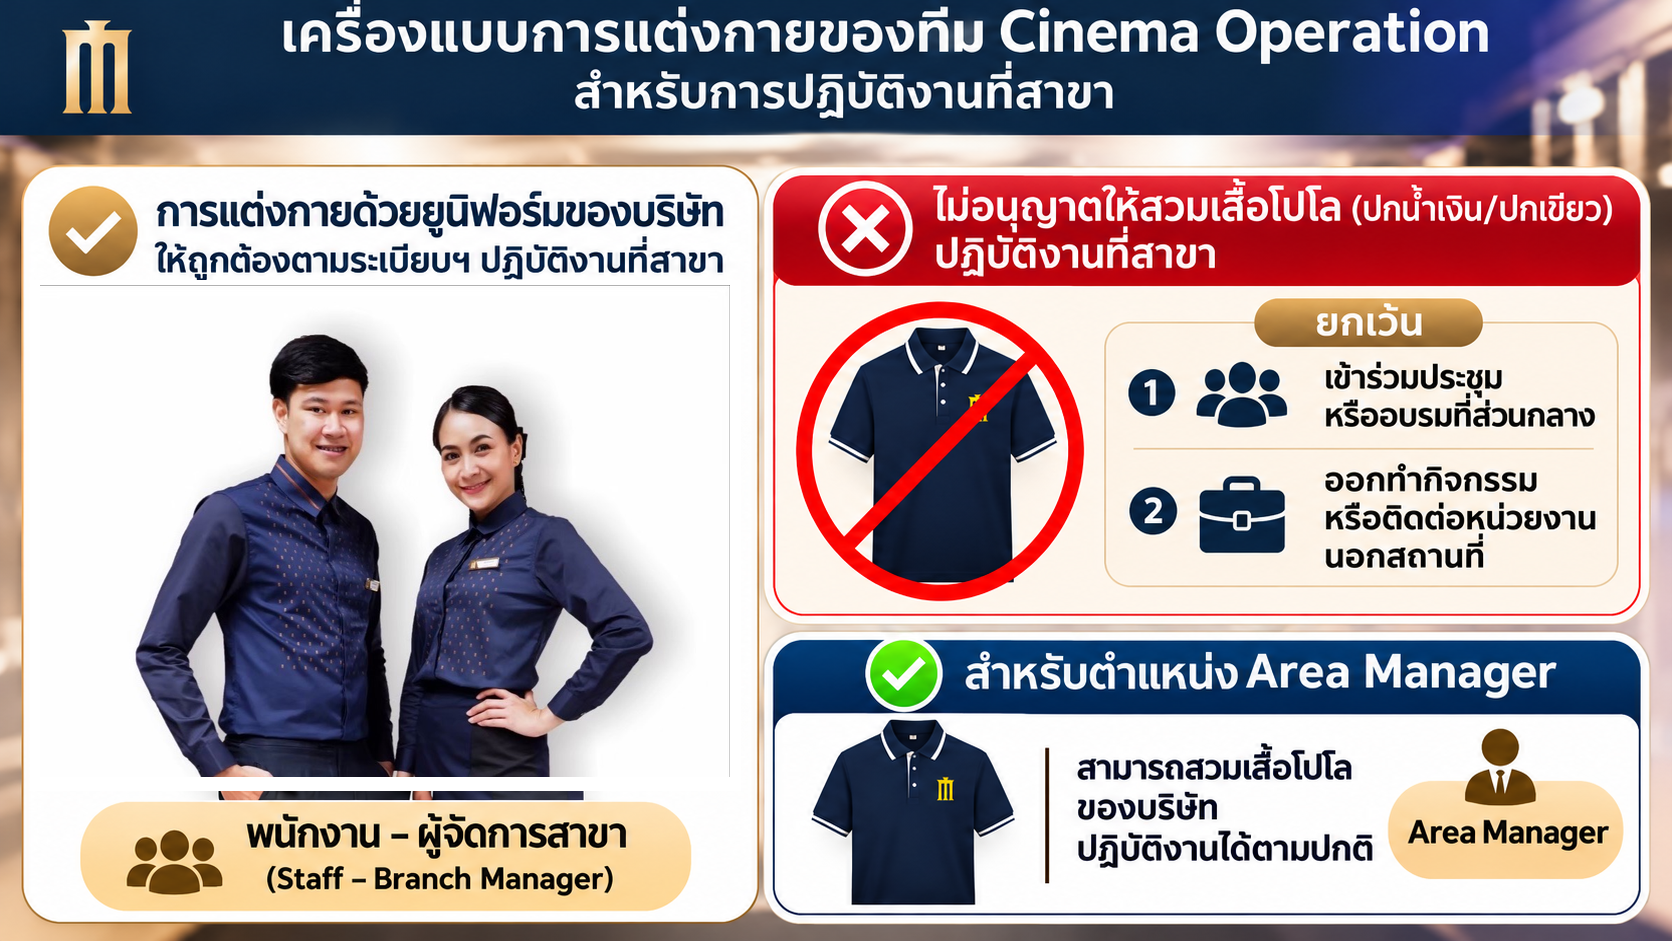 เครื่องแบบการแต่งกายของทีม Cinema Operation
สำหรับการปฏิบัติงานที่สาขา
การแต่งกายด้วยยูนิฟอร์มของบริษัท
ให้ถูกต้องตามระเบียบฯ ปฏิบัติงานที่สาขา
พนักงาน – ผู้จัดการสาขา
(Staff – Branch Manager)
ไม่อนุญาตให้สวมเสื้อโปโล (ปกน้ำเงิน/ปกเขียว)
ปฏิบัติงานที่สาขา
ยกเว้น
1
เข้าร่วมประชุม
หรืออบรมที่ส่วนกลาง
2
ออกทำกิจกรรม
หรือติดต่อหน่วยงาน
นอกสถานที่
สำหรับตำแหน่ง Area Manager
สามารถสวมเสื้อโปโล
ของบริษัท
ปฏิบัติงานได้ตามปกติ
Area Manager